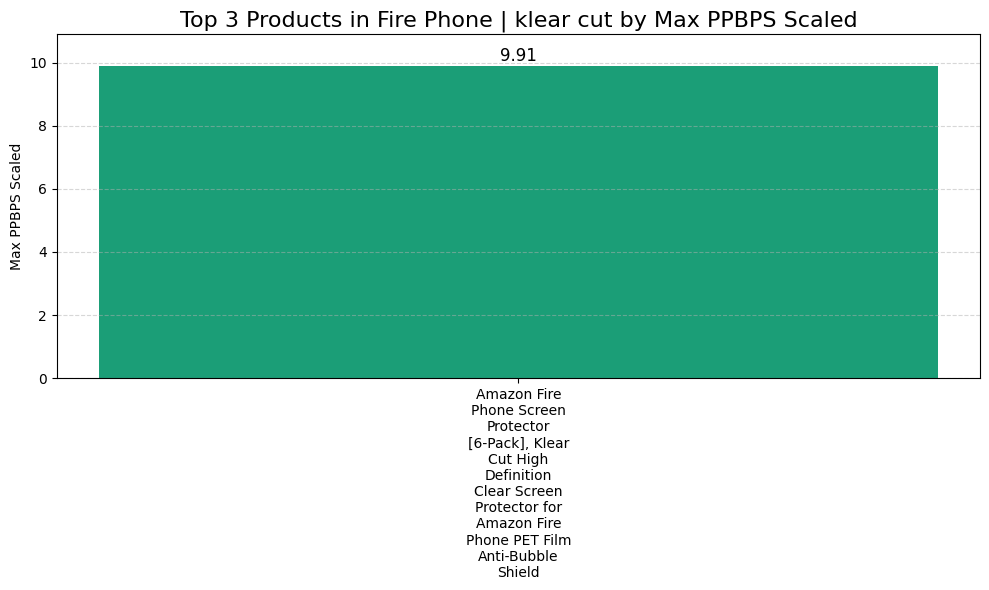 Top 3 Products in Fire Phone | klear cut by Max PPBPS Scaled
9.91
10
8
6
4
2
0
Max PPBPS Scaled
Amazon Fire
Phone Screen
Protector
[6-Pack], Klear
Cut High
Definition
Clear Screen
Protector for
Amazon Fire
Phone PET Film
Anti-Bubble
Shield